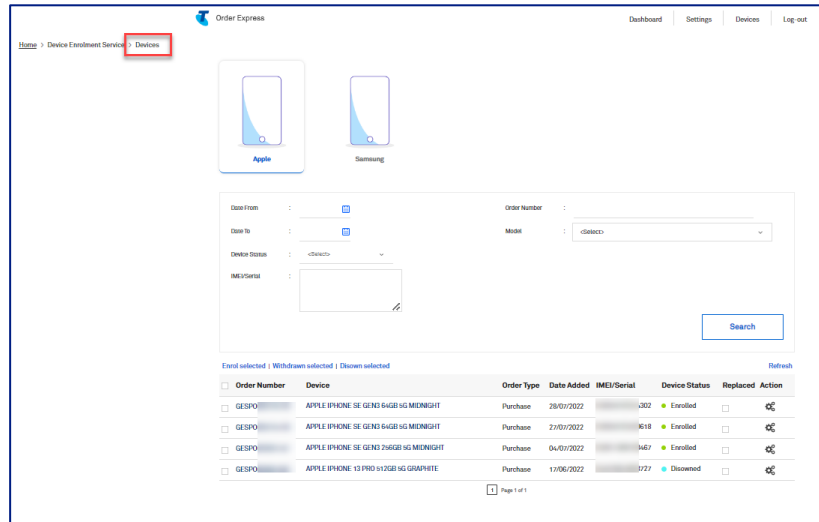 Order Express
Dashboard Settings Devices Log-out
Home > Device Enrolment Service > Devices
Apple Samsung
Date From : Order Number :
Date To : Model : <Select>
Device Status : <Select>
IMEI/Serial :
Search
Enrol selected | Withdrawn selected | Disown selected Refresh
Order Number Device Order Type Date Added IMEI/Serial Device Status Replaced Action
GESPO APPLE IPHONE SE GEN3 64GB 5G MIDNIGHT Purchase 28/07/2022 302 Enrolled
GESPO APPLE IPHONE SE GEN3 64GB 5G MIDNIGHT Purchase 27/07/2022 618 Enrolled
GESPO APPLE IPHONE SE GEN3 256GB 5G MIDNIGHT Purchase 04/07/2022 467 Enrolled
GESPO APPLE IPHONE 13 PRO 512GB 5G GRAPHITE Purchase 17/06/2022 727 Disowned
1 Page 1 of 1